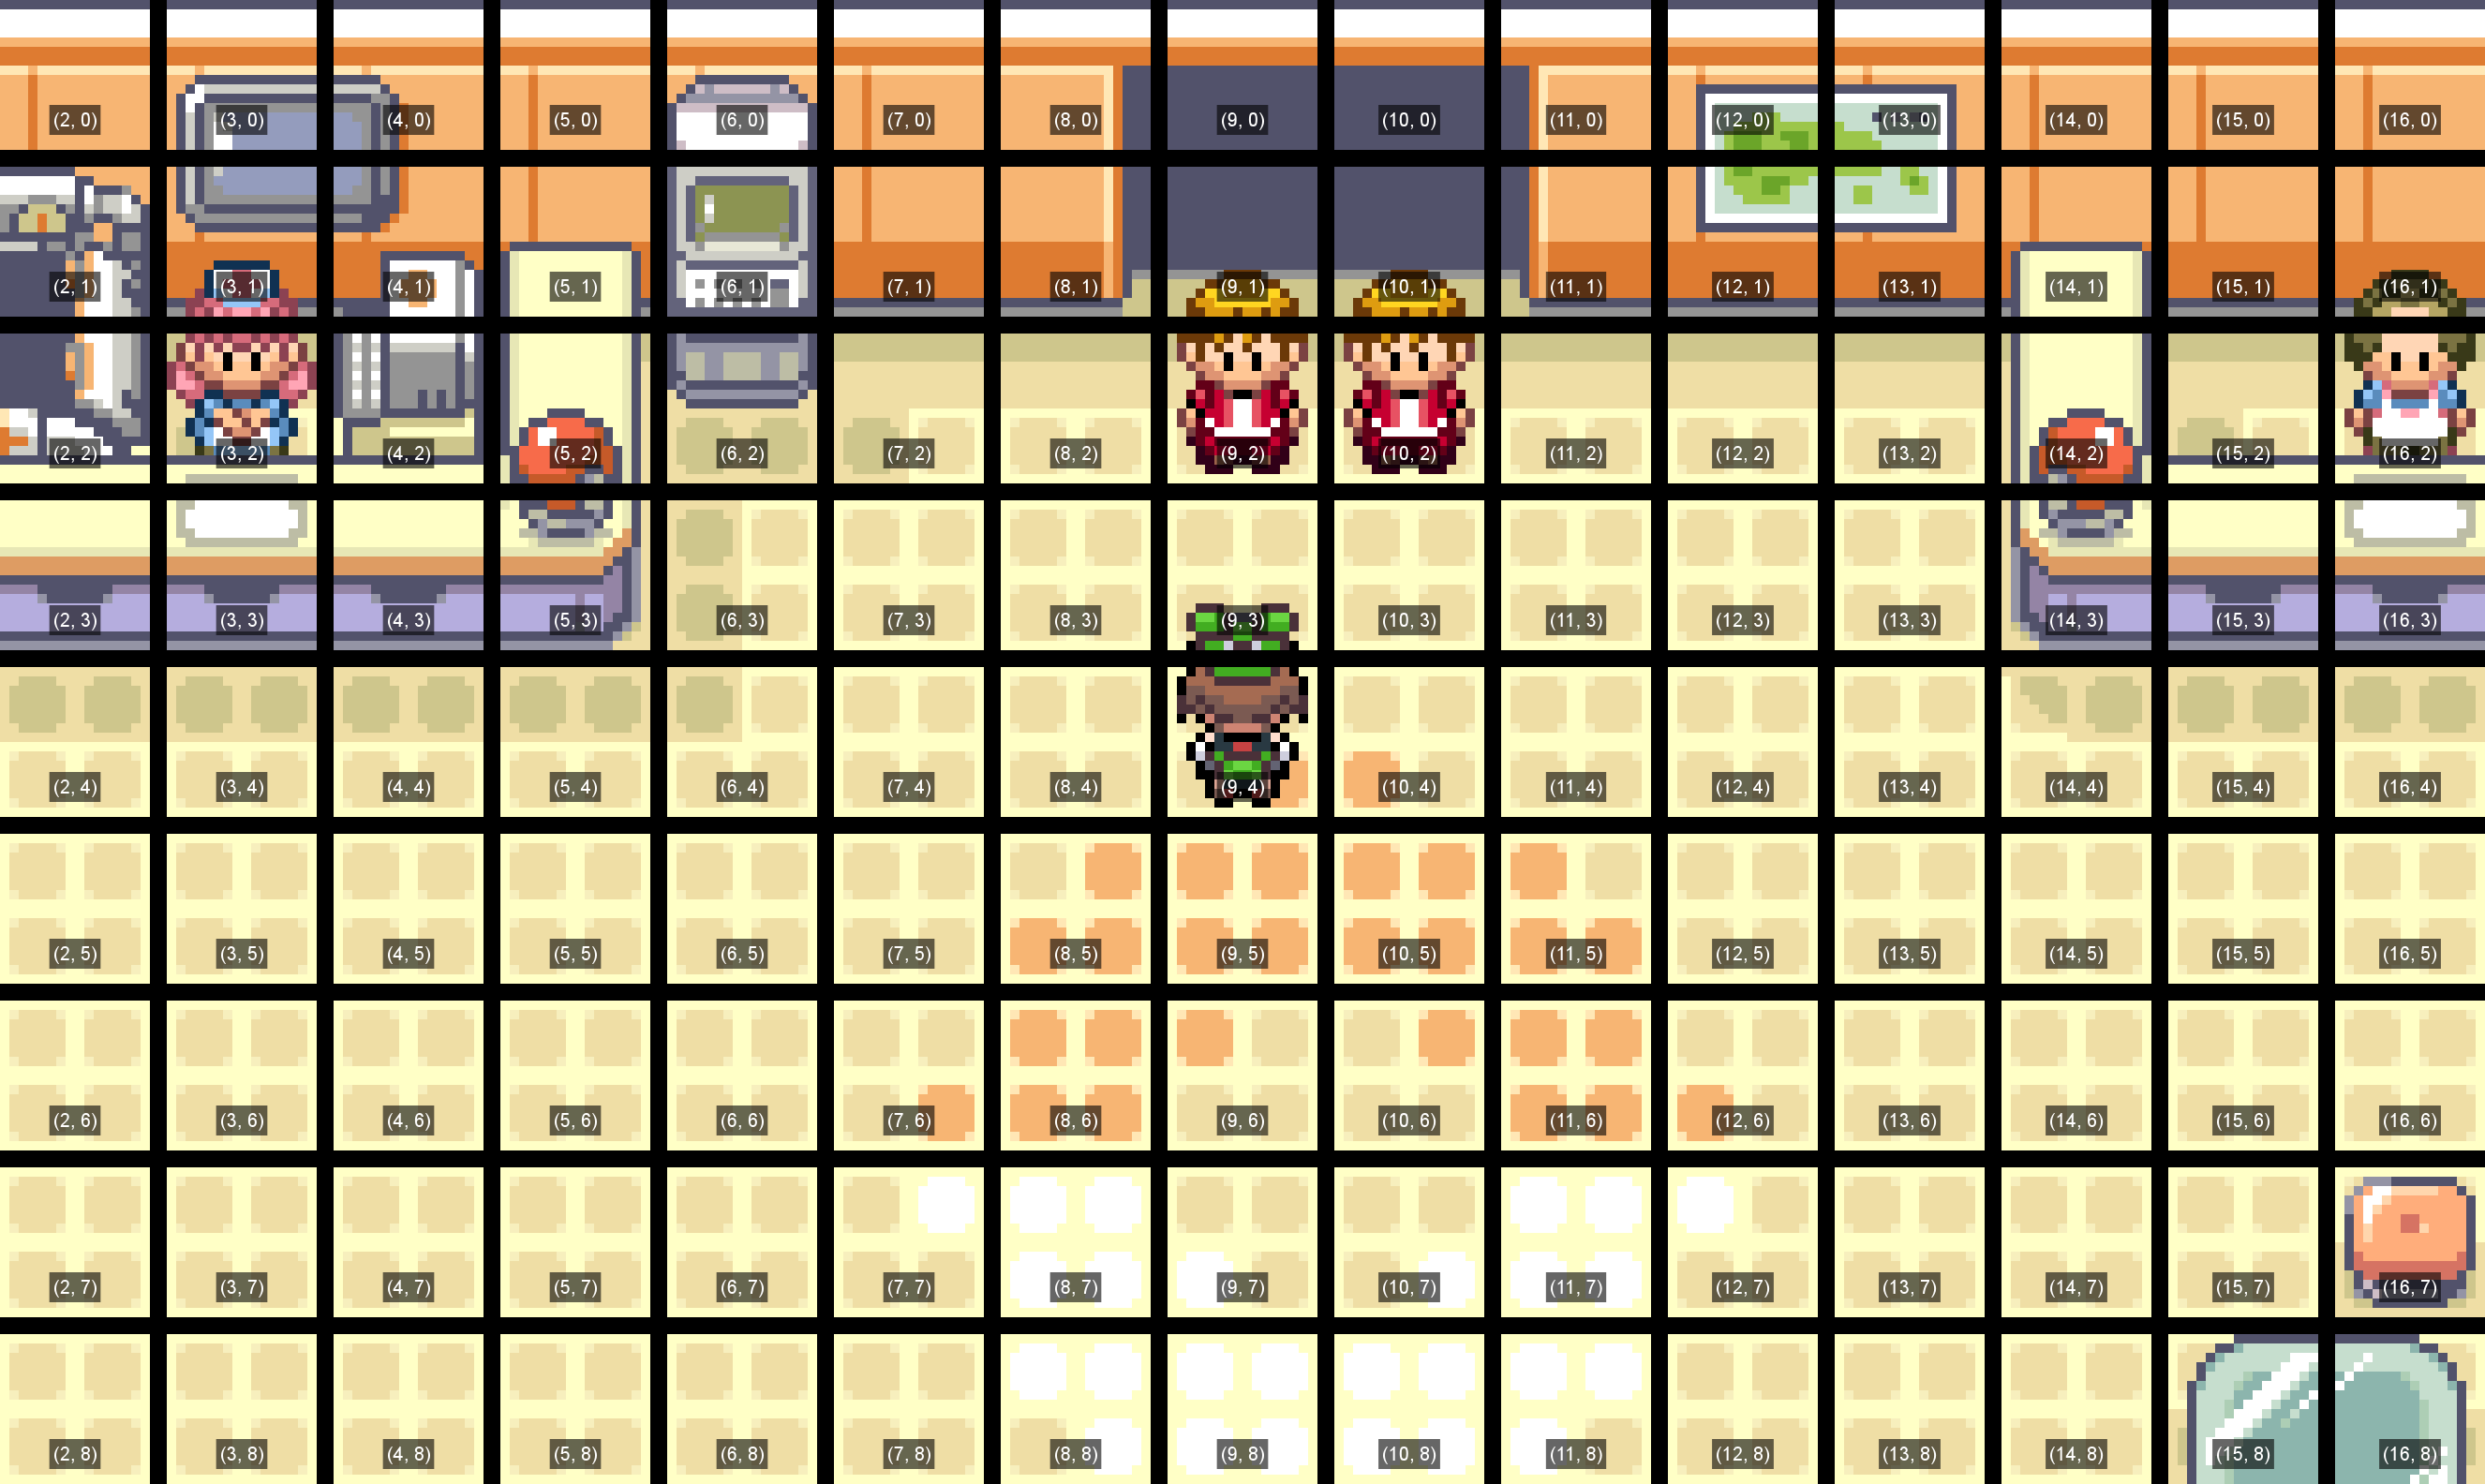 (2, 0) (3, 0) (4, 0) (5, 0) (6, 0) (7, 0) (8, 0) (9, 0) (10, 0) (11, 0) (12, 0) (13, 0) (14, 0) (15, 0) (16, 0)
(2, 1) (3, 1) (4, 1) (5, 1) (6, 1) (7, 1) (8, 1) (9, 1) (10, 1) (11, 1) (12, 1) (13, 1) (14, 1) (15, 1) (16, 1)
(2, 2) (3, 2) (4, 2) (5, 2) (6, 2) (7, 2) (8, 2) (9, 2) (10, 2) (11, 2) (12, 2) (13, 2) (14, 2) (15, 2) (16, 2)
(2, 3) (3, 3) (4, 3) (5, 3) (6, 3) (7, 3) (8, 3) (9, 3) (10, 3) (11, 3) (12, 3) (13, 3) (14, 3) (15, 3) (16, 3)
(2, 4) (3, 4) (4, 4) (5, 4) (6, 4) (7, 4) (8, 4) (9, 4) (10, 4) (11, 4) (12, 4) (13, 4) (14, 4) (15, 4) (16, 4)
(2, 5) (3, 5) (4, 5) (5, 5) (6, 5) (7, 5) (8, 5) (9, 5) (10, 5) (11, 5) (12, 5) (13, 5) (14, 5) (15, 5) (16, 5)
(2, 6) (3, 6) (4, 6) (5, 6) (6, 6) (7, 6) (8, 6) (9, 6) (10, 6) (11, 6) (12, 6) (13, 6) (14, 6) (15, 6) (16, 6)
(2, 7) (3, 7) (4, 7) (5, 7) (6, 7) (7, 7) (8, 7) (9, 7) (10, 7) (11, 7) (12, 7) (13, 7) (14, 7) (15, 7) (16, 7)
(2, 8) (3, 8) (4, 8) (5, 8) (6, 8) (7, 8) (8, 8) (9, 8) (10, 8) (11, 8) (12, 8) (13, 8) (14, 8) (15, 8) (16, 8)